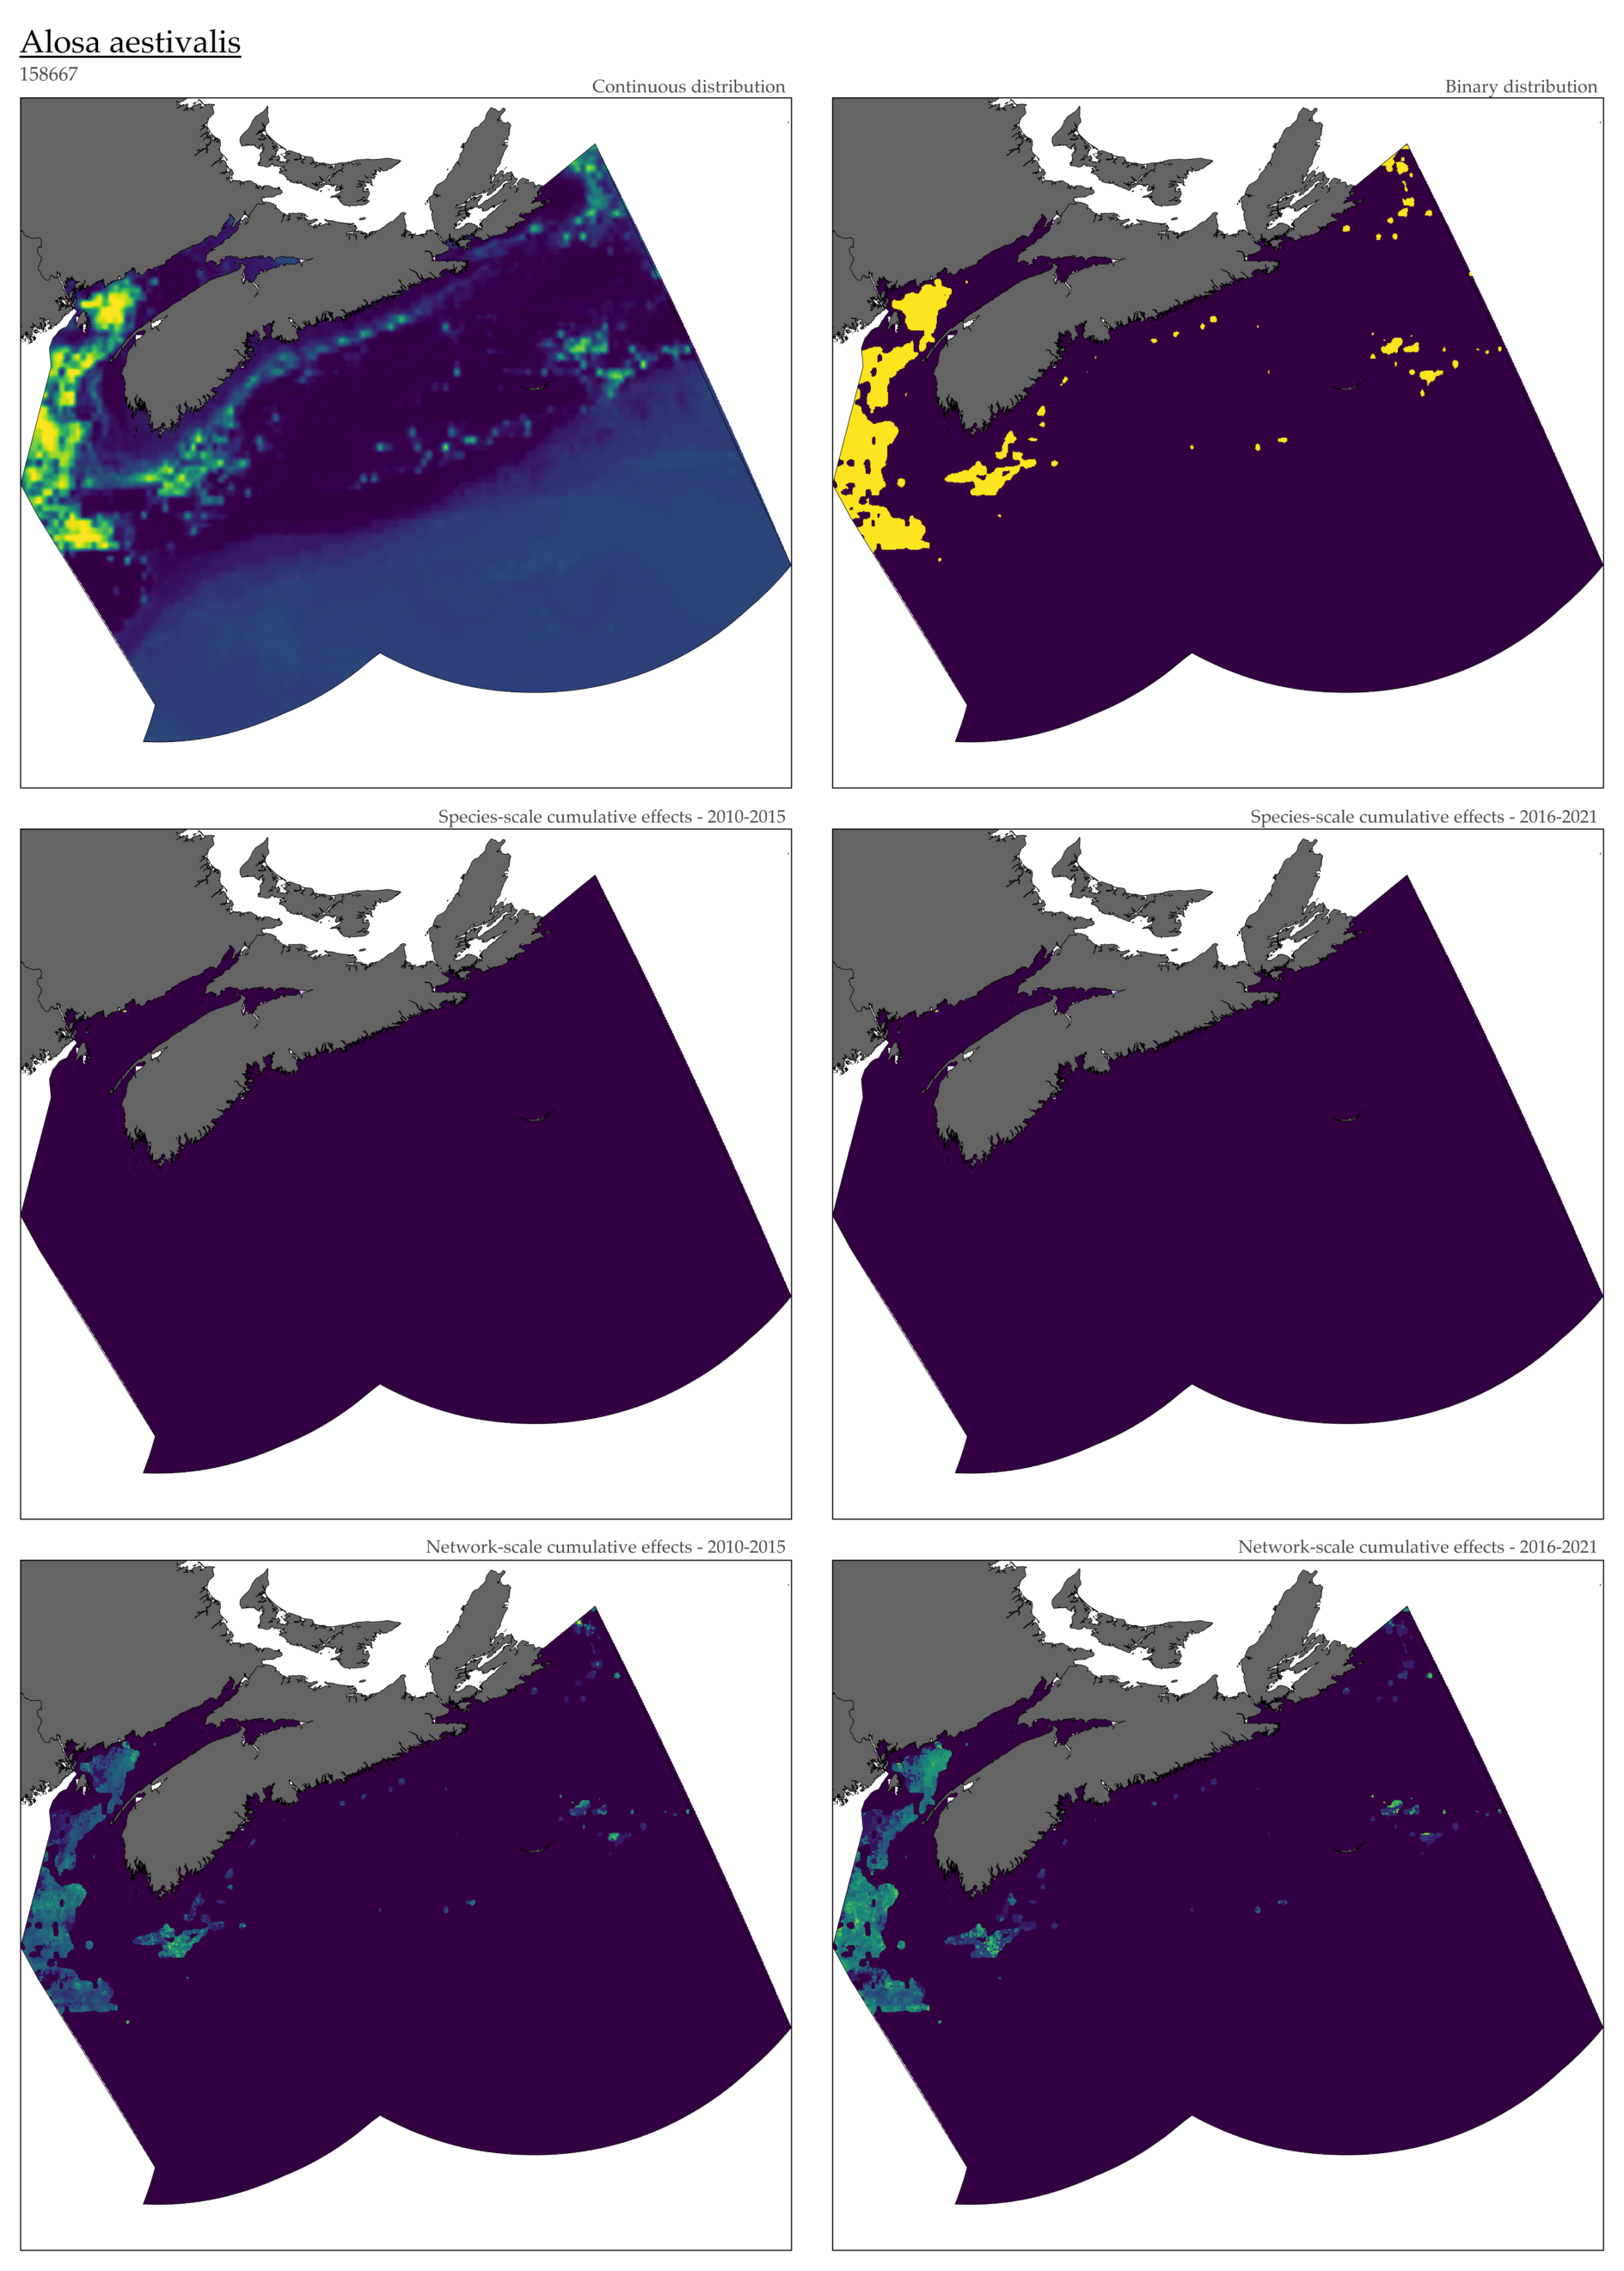 Alosa aestivalis
158667
Continuous distribution
Binary distribution
Species-scale cumulative effects - 2010-2015
Species-scale cumulative effects - 2016-2021
Network-scale cumulative effects - 2010-2015
Network-scale cumulative effects - 2016-2021